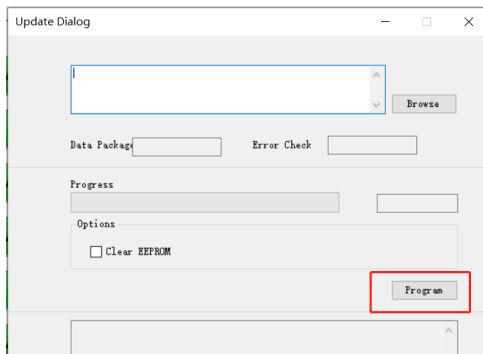 Update Dialog
Browse
Data Package
Error Check
Progress
Options
Clear EEPROM
Program